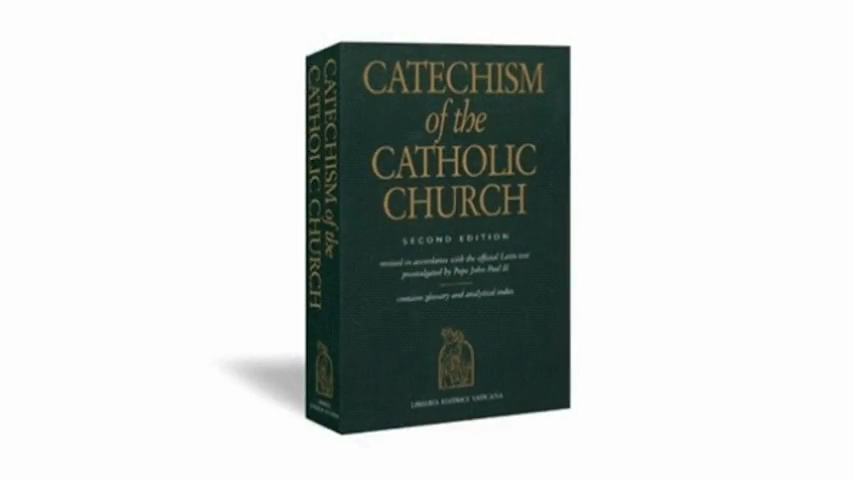 CATECHISM
of the
CATHOLIC
CHURCH
SECOND EDITION
revised in accordance with the official Latin text
promulgated by Pope John Paul II
contains glossary and analytical index
LIBRERIA EDITRICE VATICANA
CATECHISM of the
CATHOLIC CHURCH